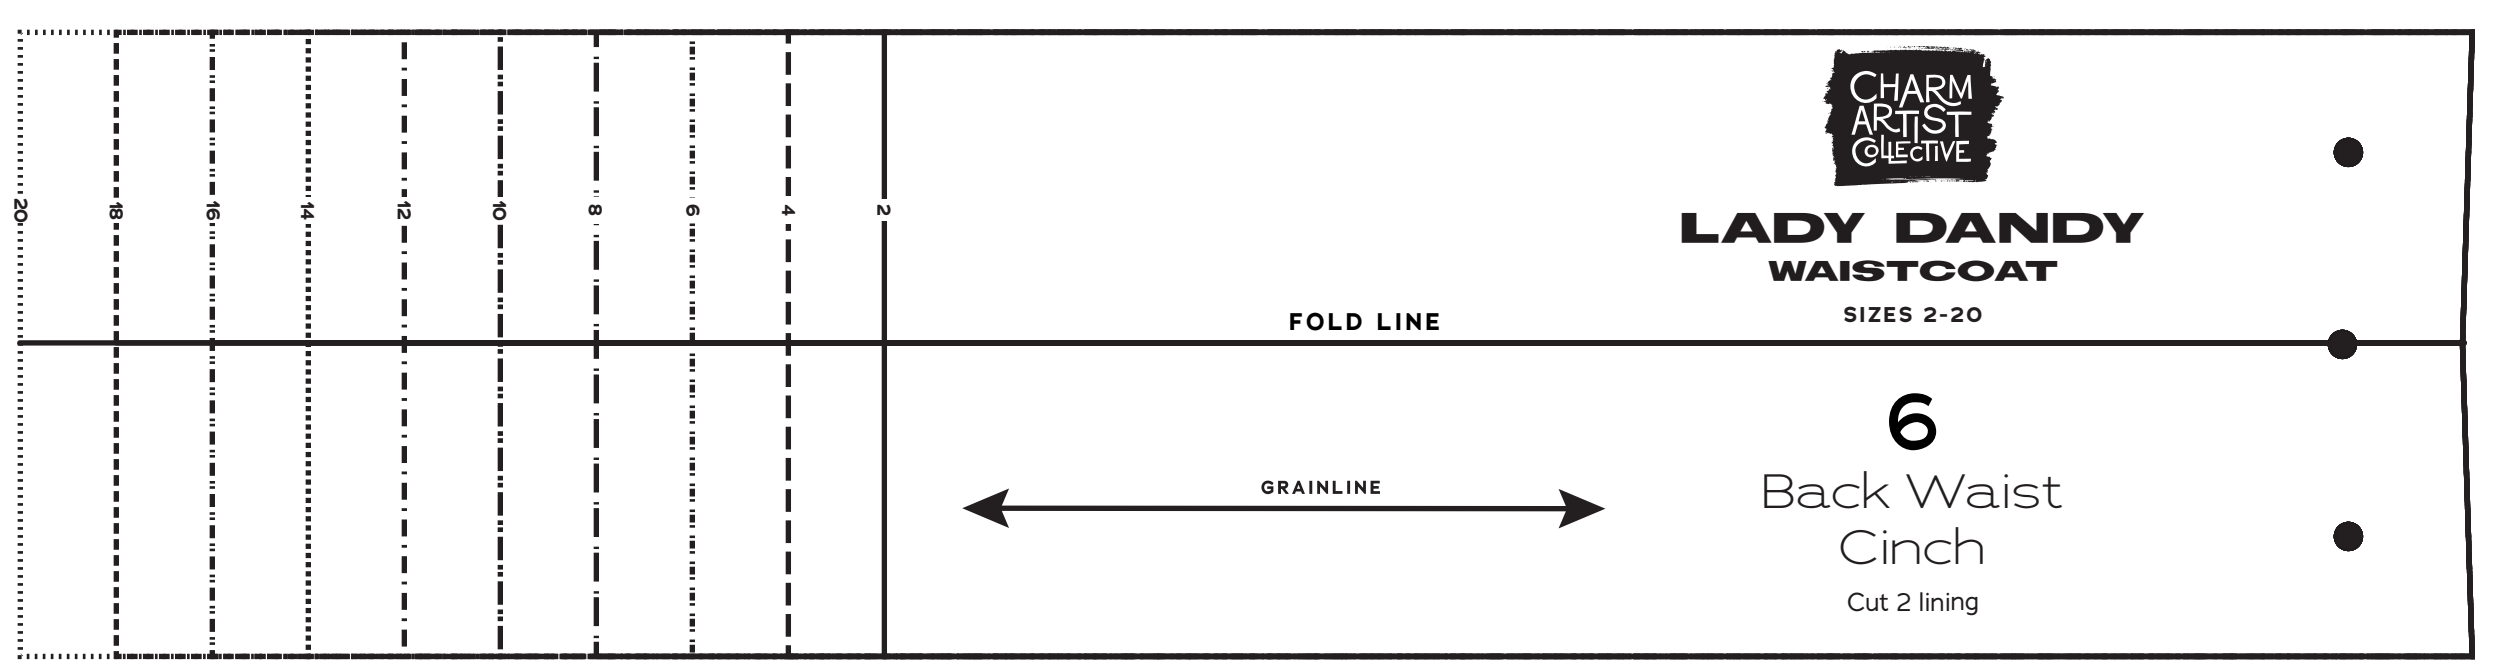 CHARM
ARTIST
COLLECTIVE
LADY DANDY
WAISTCOAT
SIZES 2-20
20
18
16
14
12
10
8
6
4
2
FOLD LINE
6
Back Waist
Cinch
Cut 2 lining
GRAINLINE